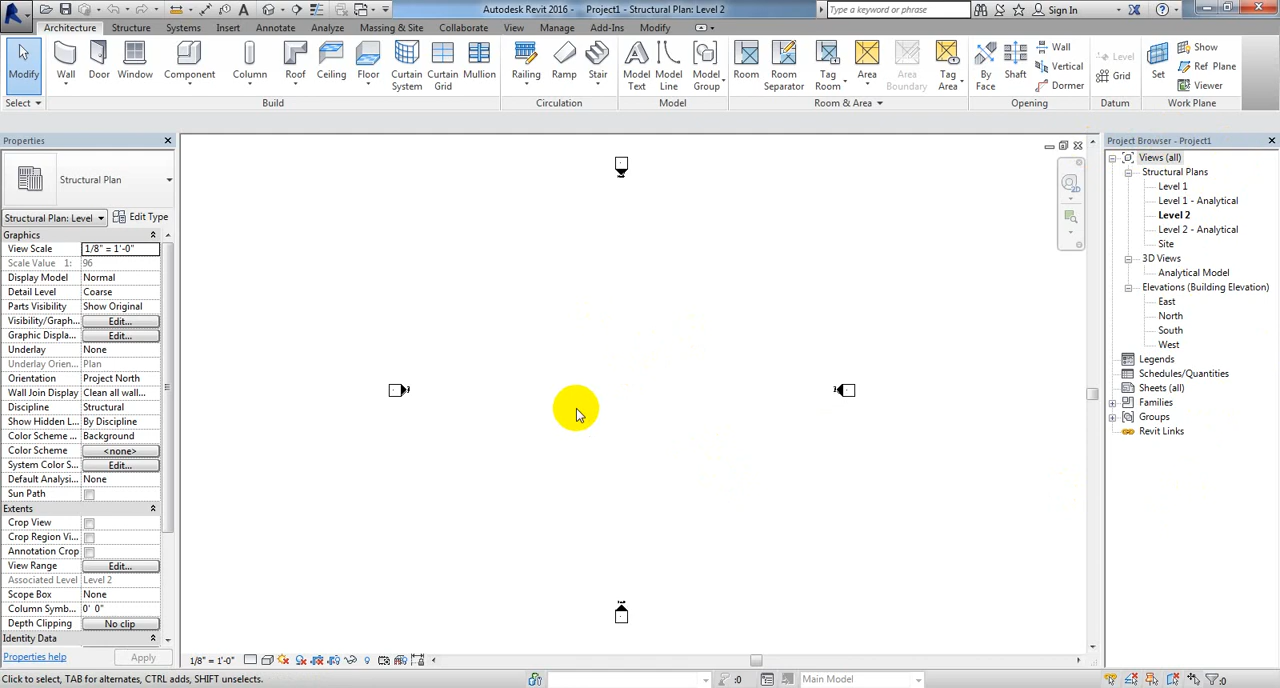 Autodesk Revit 2016 - Project1 - Structural Plan: Level 2
Type a keyword or phrase
Sign In
Architecture Structure Systems Insert Annotate Analyze Massing & Site Collaborate View Manage Add-Ins Modify
Modify Wall Door Window Component Column Roof Ceiling Floor Curtain System Curtain Grid Mullion
Railing Ramp Stair Model Text Model Line Model Group
Room Room Separator Tag Room Area Area Boundary Tag Area
By Face Shaft Wall Vertical Dormer
Level Grid
Set Show Ref Plane Viewer
Select Build Circulation Model Room & Area Opening Datum Work Plane
Properties
Structural Plan
Structural Plan: Level Edit Type
Graphics
View Scale 1/8" = 1'-0"
Scale Value 1: 96
Display Model Normal
Detail Level Coarse
Parts Visibility Show Original
Visibility/Graph... Edit...
Graphic Displa... Edit...
Underlay None
Underlay Orien... Plan
Orientation Project North
Wall Join Display Clean all wall...
Discipline Structural
Show Hidden L... By Discipline
Color Scheme ... Background
Color Scheme <none>
System Color S... Edit...
Default Analysi... None
Sun Path
Extents
Crop View
Crop Region Vi...
Annotation Crop
View Range Edit...
Associated Level Level 2
Scope Box None
Column Symb... 0' 0"
Depth Clipping No clip
Identity Data
Properties help Apply
1/8" = 1'-0"
Click to select, TAB for alternates, CTRL adds, SHIFT unselects.
:0 Main Model :0
Project Browser - Project1
Views (all)
Structural Plans
Level 1
Level 1 - Analytical
Level 2
Level 2 - Analytical
Site
3D Views
Analytical Model
Elevations (Building Elevation)
East
North
South
West
Legends
Schedules/Quantities
Sheets (all)
Families
Groups
Revit Links